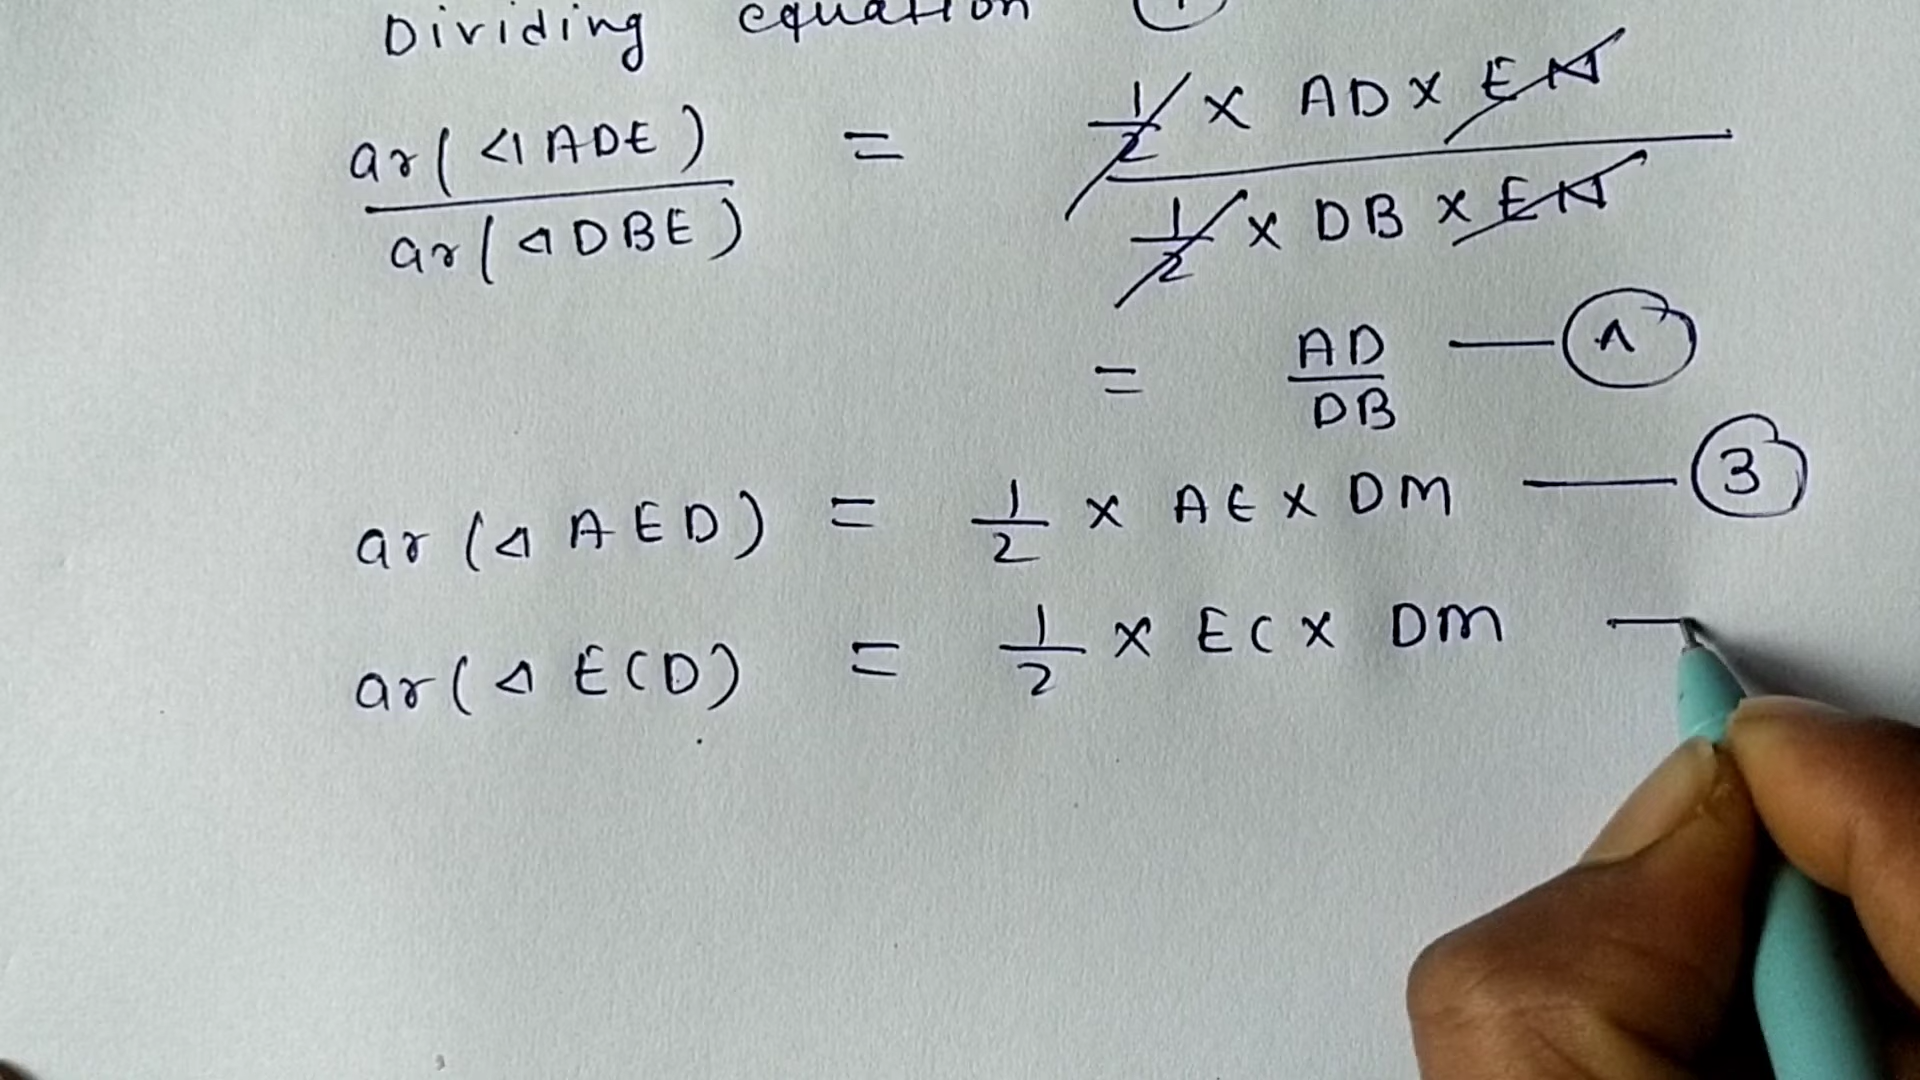 Dividing equation 1
ar(△ADE) / ar(△DBE) = 1/2 × AD × EN / 1/2 × DB × EN
= AD/DB — A
ar(△AED) = 1/2 × AE × DM — 3
ar(△ECD) = 1/2 × EC × DM —